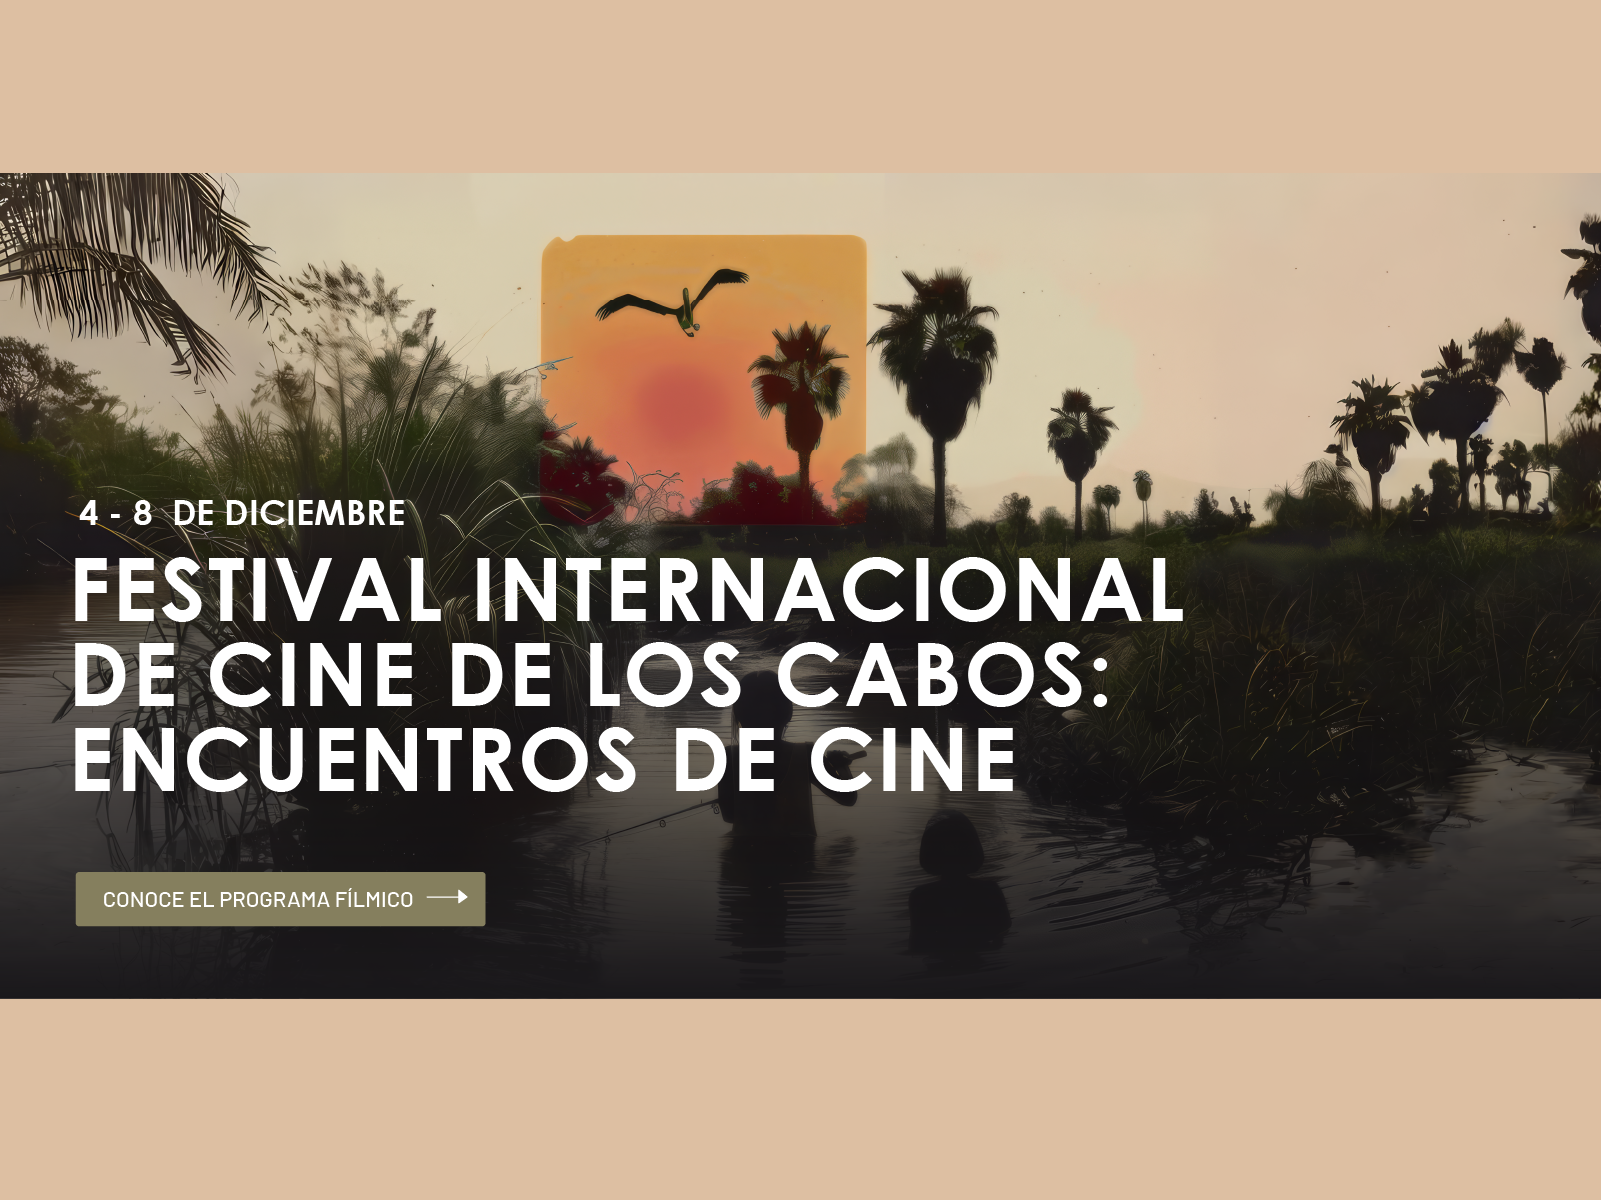 4 - 8 DE DICIEMBRE
FESTIVAL INTERNACIONAL
DE CINE DE LOS CABOS:
ENCUENTROS DE CINE
CONOCE EL PROGRAMA FÍLMICO